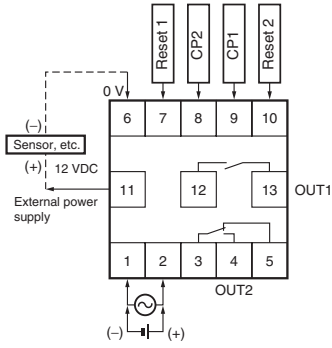 Reset 1
CP2
CP1
Reset 2
0 V
6
7
8
9
10
(−)
Sensor, etc.
(+)
12 VDC
11
12
13
OUT1
External power
supply
1
2
3
4
5
OUT2
(−)
(+)